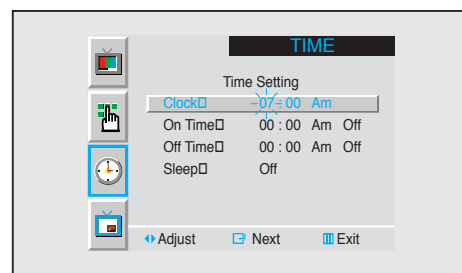 TIME
Time Setting
Clock□ 07 : 00 Am
On Time□ 00 : 00 Am Off
Off Time□ 00 : 00 Am Off
Sleep□ Off
Adjust Next Exit